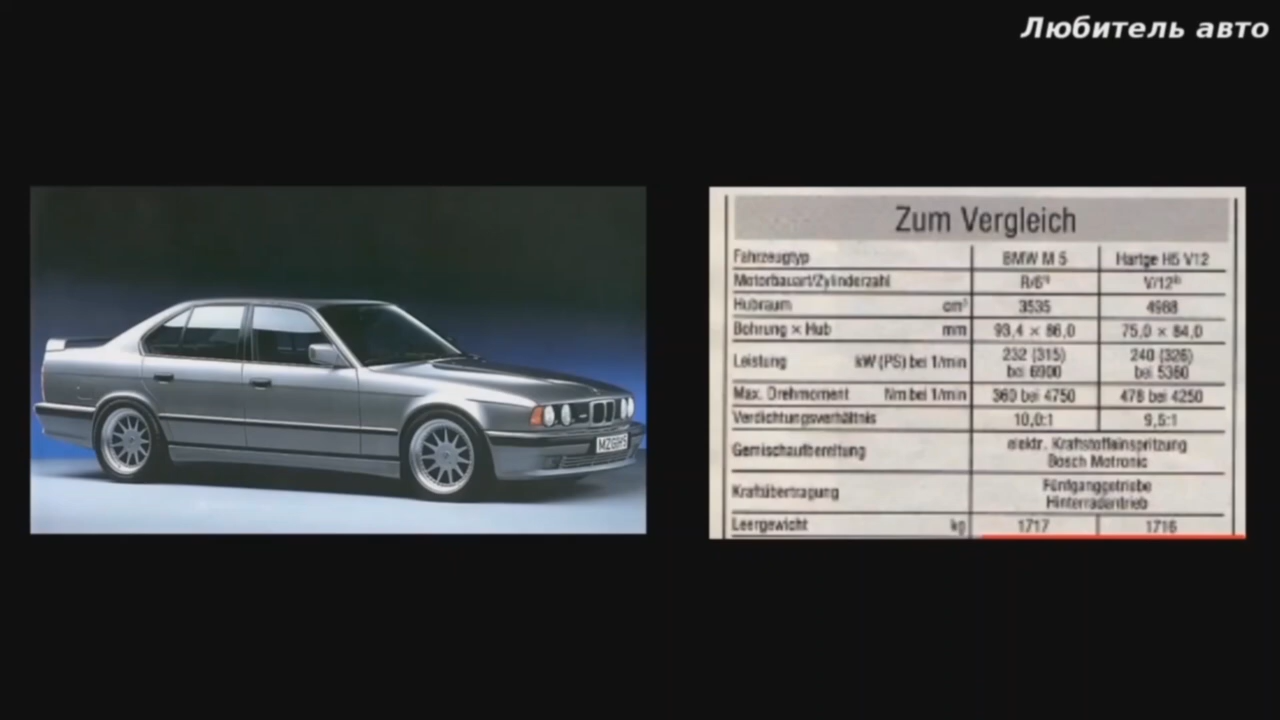 Любитель авто
Zum Vergleich
Fahrzeugtyp BMW M 5 Hartge H5 V12
Motorbauart/Zylinderzahl R/6 V/12
Hubraum cm³ 3535 4988
Bohrung × Hub mm 93,4 × 86,0 75,0 × 84,0
Leistung kW (PS) bei 1/min 232 (315) 240 (326)
bei 6900 bei 5360
Max. Drehmoment Nm bei 1/min 360 bei 4750 478 bei 4250
Verdichtungsverhältnis 10,0:1 9,5:1
Gemischaufbereitung elektr. Kraftstoffeinspritzung
Bosch Motronic
Kraftübertragung Fünfganggetriebe
Hinterradantrieb
Leergewicht kg 1717 1716